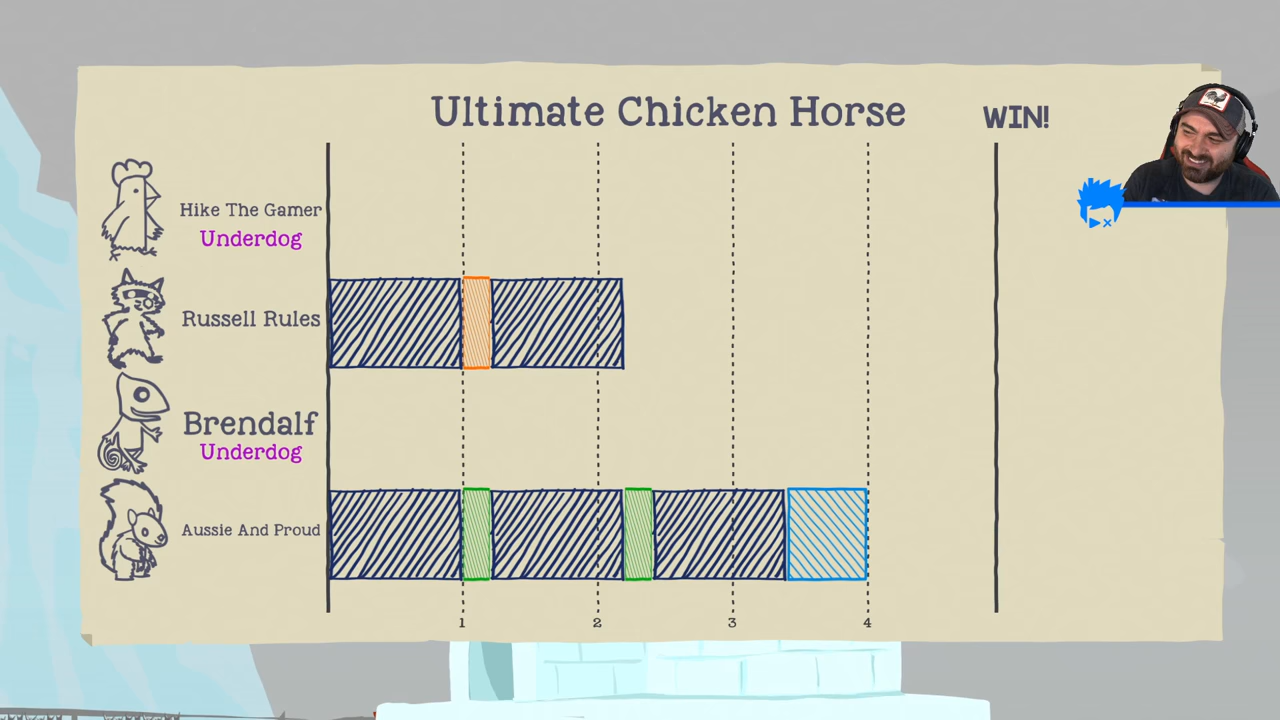 Ultimate Chicken Horse
WIN!
Hike The Gamer
Underdog
Russell Rules
Brendalf
Underdog
Aussie And Proud
1 2 3 4